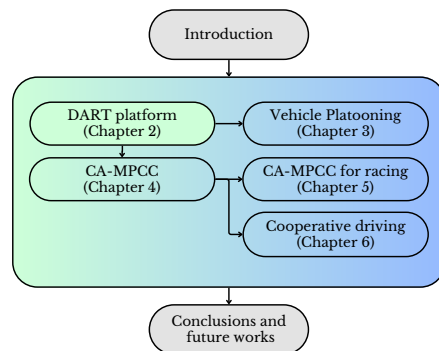 Introduction
DART platform
(Chapter 2)
Vehicle Platooning
(Chapter 3)
CA-MPCC
(Chapter 4)
CA-MPCC for racing
(Chapter 5)
Cooperative driving
(Chapter 6)
Conclusions and
future works